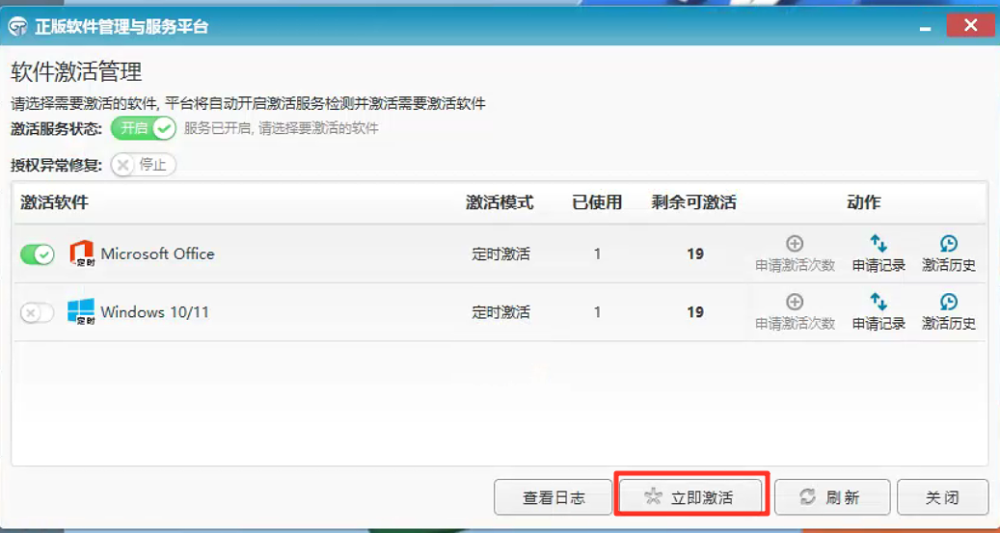 正版软件管理与服务平台
软件激活管理
请选择需要激活的软件, 平台将自动开启激活服务检测并激活需要激活软件
激活服务状态: 开启 服务已开启, 请选择要激活的软件
授权异常修复: 停止
激活软件 激活模式 已使用 剩余可激活 动作
定时 Microsoft Office 定时激活 1 19 申请激活次数 申请记录 激活历史
定时 Windows 10/11 定时激活 1 19 申请激活次数 申请记录 激活历史
查看日志 立即激活 刷新 关闭